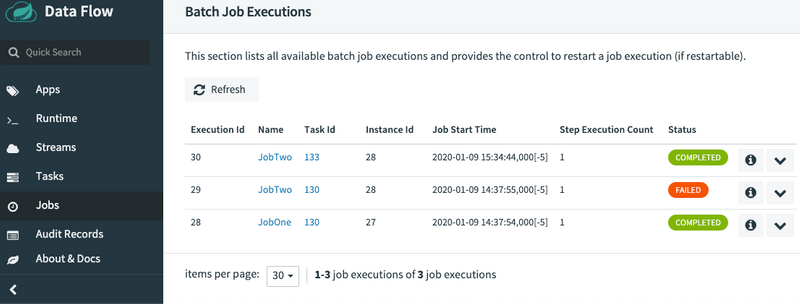 Data Flow
Quick Search
Apps
Runtime
Streams
Tasks
Jobs
Audit Records
About & Docs
Batch Job Executions
This section lists all available batch job executions and provides the control to restart a job execution (if restartable).
Refresh
Execution Id Name Task Id Instance Id Job Start Time Step Execution Count Status
30 JobTwo 133 28 2020-01-09 15:34:44,000[-5] 1 COMPLETED
29 JobTwo 130 28 2020-01-09 14:37:55,000[-5] 1 FAILED
28 JobOne 130 27 2020-01-09 14:37:54,000[-5] 1 COMPLETED
items per page: 30 1-3 job executions of 3 job executions